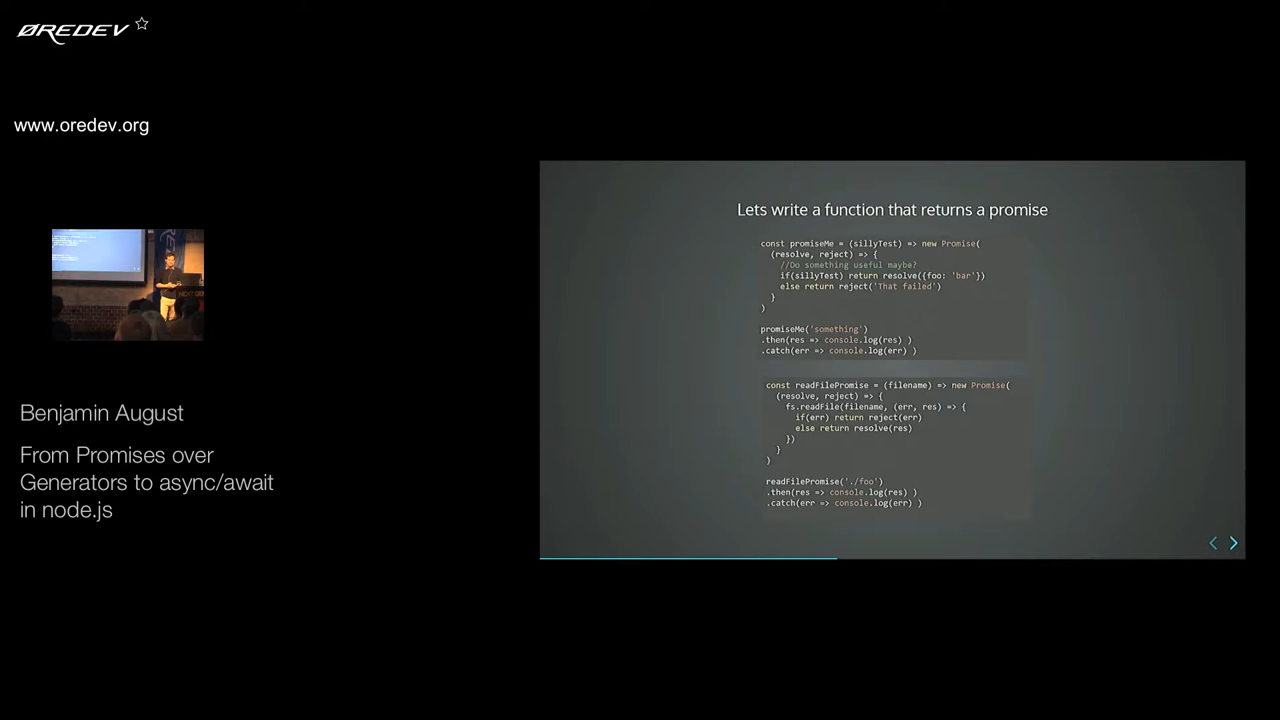 ØREDEV
www.oredev.org
Lets write a function that returns a promise
const promiseMe = (sillyTest) => new Promise(
(resolve, reject) => {
//Do something useful maybe?
if(sillyTest) return resolve({foo: 'bar'})
else return reject('That failed')
}
)
promiseMe('something')
.then(res => console.log(res) )
.catch(err => console.log(err) )
const readFilePromise = (filename) => new Promise(
(resolve, reject) => {
fs.readFile(filename, (err, res) => {
if(err) return reject(err)
else return resolve(res)
})
}
)
readFilePromise('./foo')
.then(res => console.log(res) )
.catch(err => console.log(err) )
Benjamin August
From Promises over
Generators to async/await
in node.js